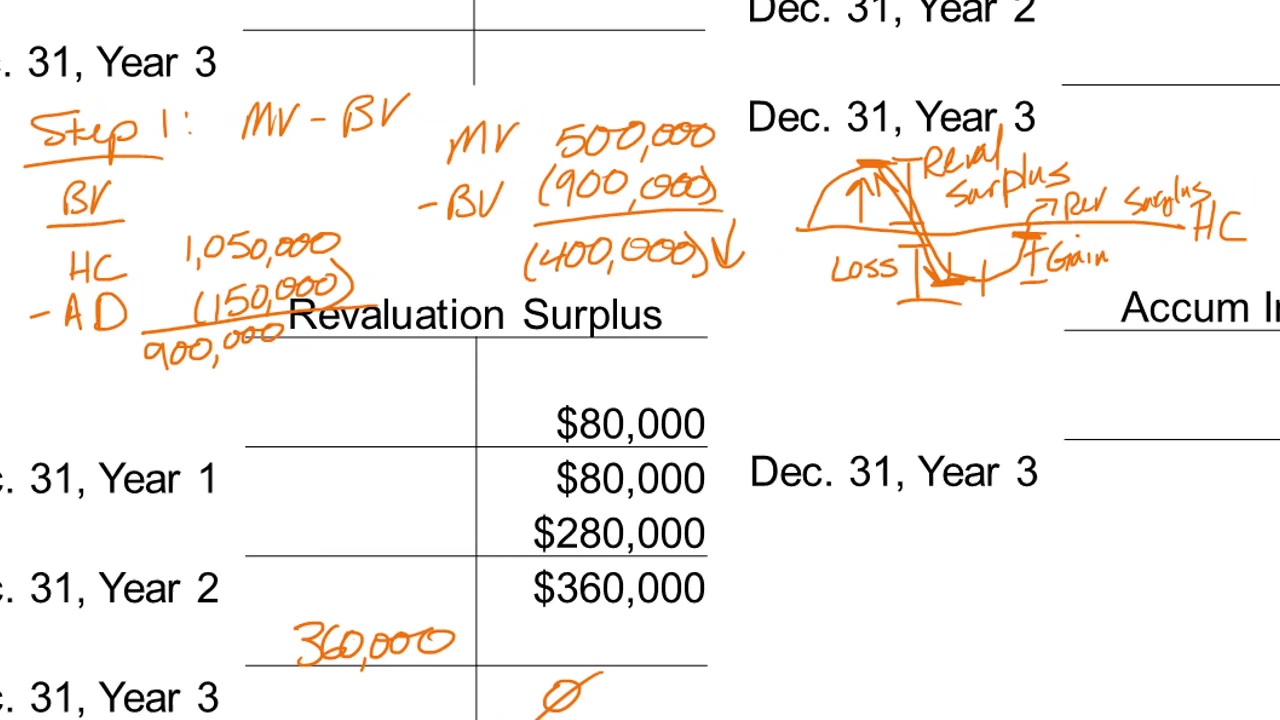 Dec. 31, Year 2
. 31, Year 3
Step 1: MV - BV
MV 500,000
- BV (900,000)
(400,000) ↓
BV
HC 1,050,000
- AD (150,000)
900,000
Dec. 31, Year 3
Reval
surplus
Rev Surplus
HC
Loss
Gain
Revaluation Surplus
$80,000
c. 31, Year 1 $80,000
$280,000
c. 31, Year 2 $360,000
360,000
c. 31, Year 3 Ø
Accum I
Dec. 31, Year 3